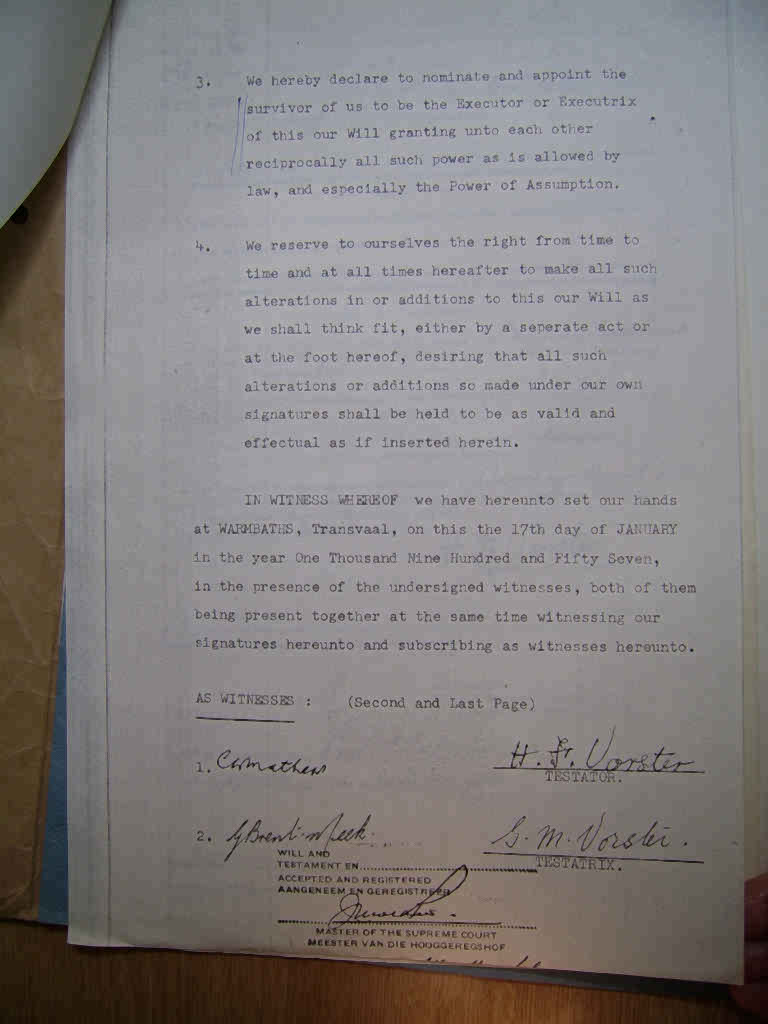 3. We hereby declare to nominate and appoint the
survivor of us to be the Executor or Executrix
of this our Will granting unto each other
reciprocally all such power as is allowed by
law, and especially the Power of Assumption.
4. We reserve to ourselves the right from time to
time and at all times hereafter to make all such
alterations in or additions to this our Will as
we shall think fit, either by a seperate act or
at the foot hereof, desiring that all such
alterations or additions so made under our own
signatures shall be held to be as valid and
effectual as if inserted herein.
IN WITNESS WHEREOF we have hereunto set our hands
at WARMBATHS, Transvaal, on this the 17th day of JANUARY
in the year One Thousand Nine Hundred and Fifty Seven,
in the presence of the undersigned witnesses, both of them
being present together at the same time witnessing our
signatures hereunto and subscribing as witnesses hereunto.
AS WITNESSES : (Second and Last Page)
1.
H. Vorster
TESTATOR.
2.
G. M. Vorster.
TESTATRIX.
WILL AND
TESTAMENT EN
ACCEPTED AND REGISTERED
AANGENEEM EN GEREGISTREER
MASTER OF THE SUPREME COURT
MEESTER VAN DIE HOOGGEREGSHOF